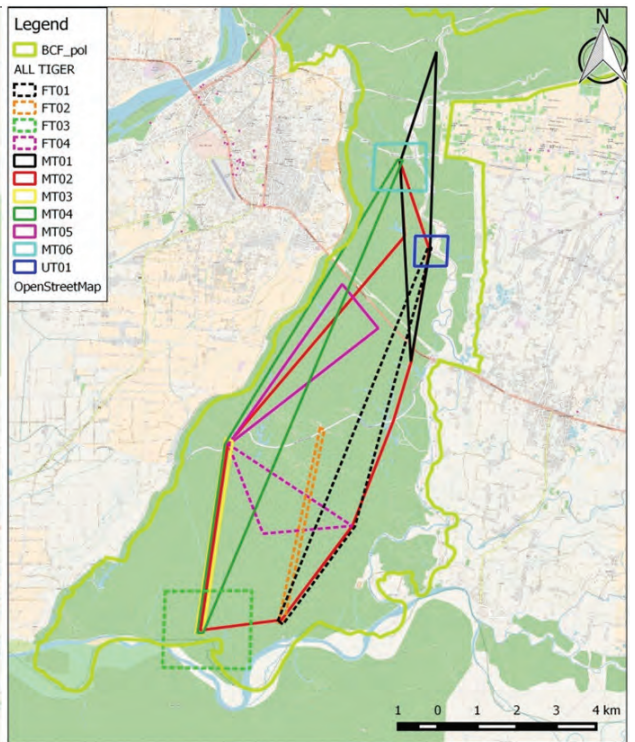 Legend
BCF_pol
ALL TIGER
FT01
FT02
FT03
FT04
MT01
MT02
MT03
MT04
MT05
MT06
UT01
OpenStreetMap
N
1 0 1 2 3 4 km